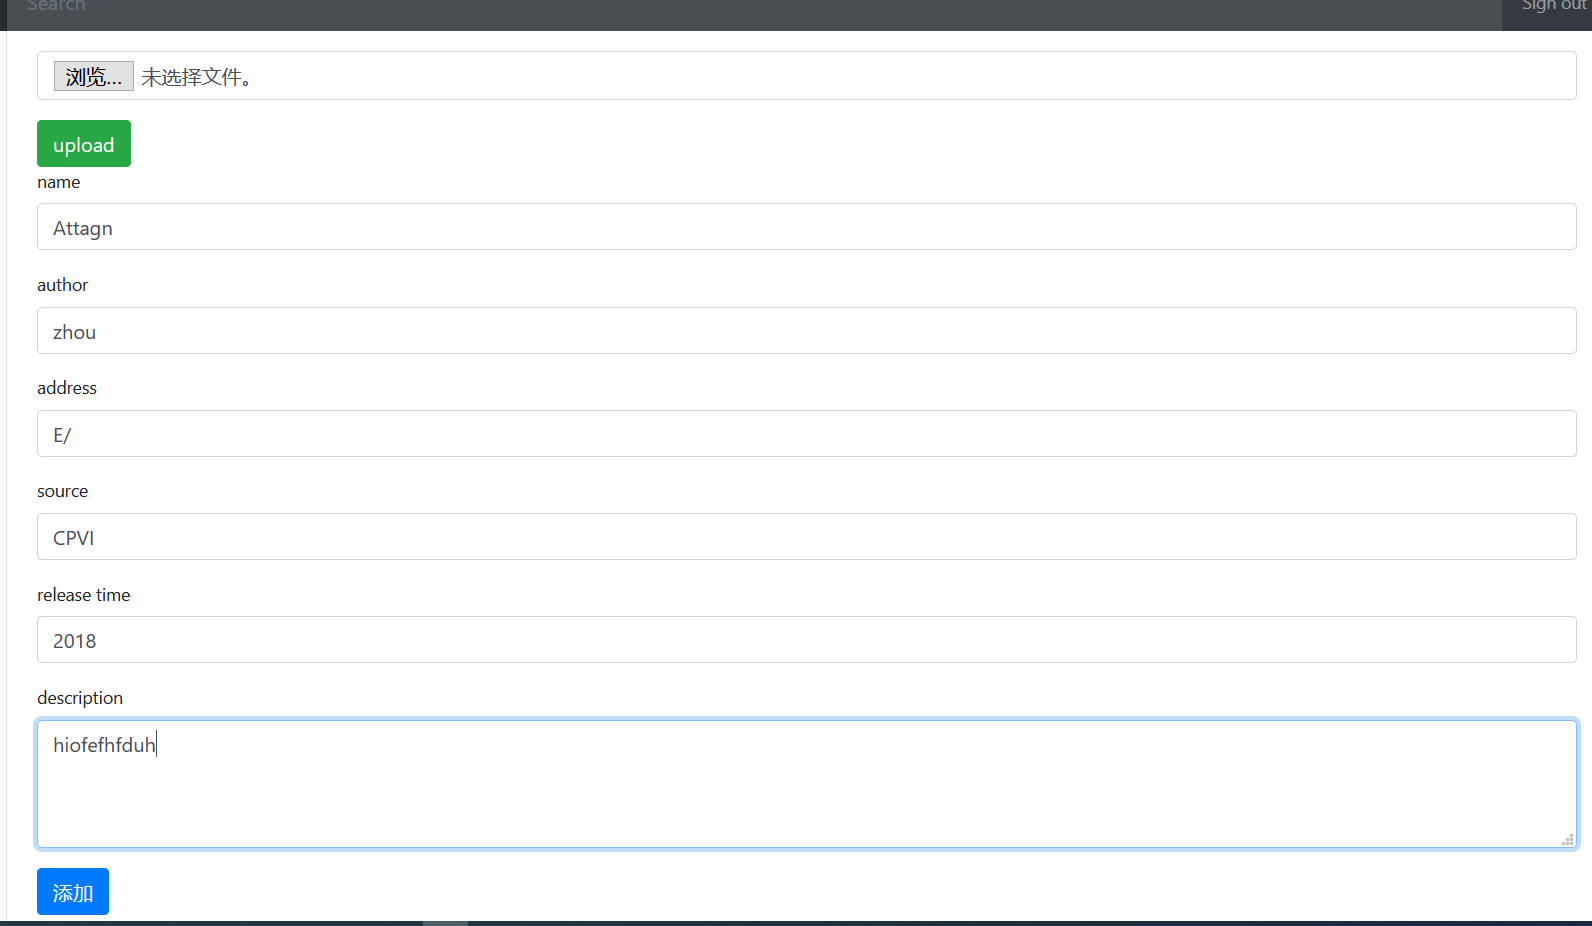 Search
Sign out
浏览... 未选择文件。
upload
name
Attagn
author
zhou
address
E/
source
CPVI
release time
2018
description
hiofefhfduh
添加